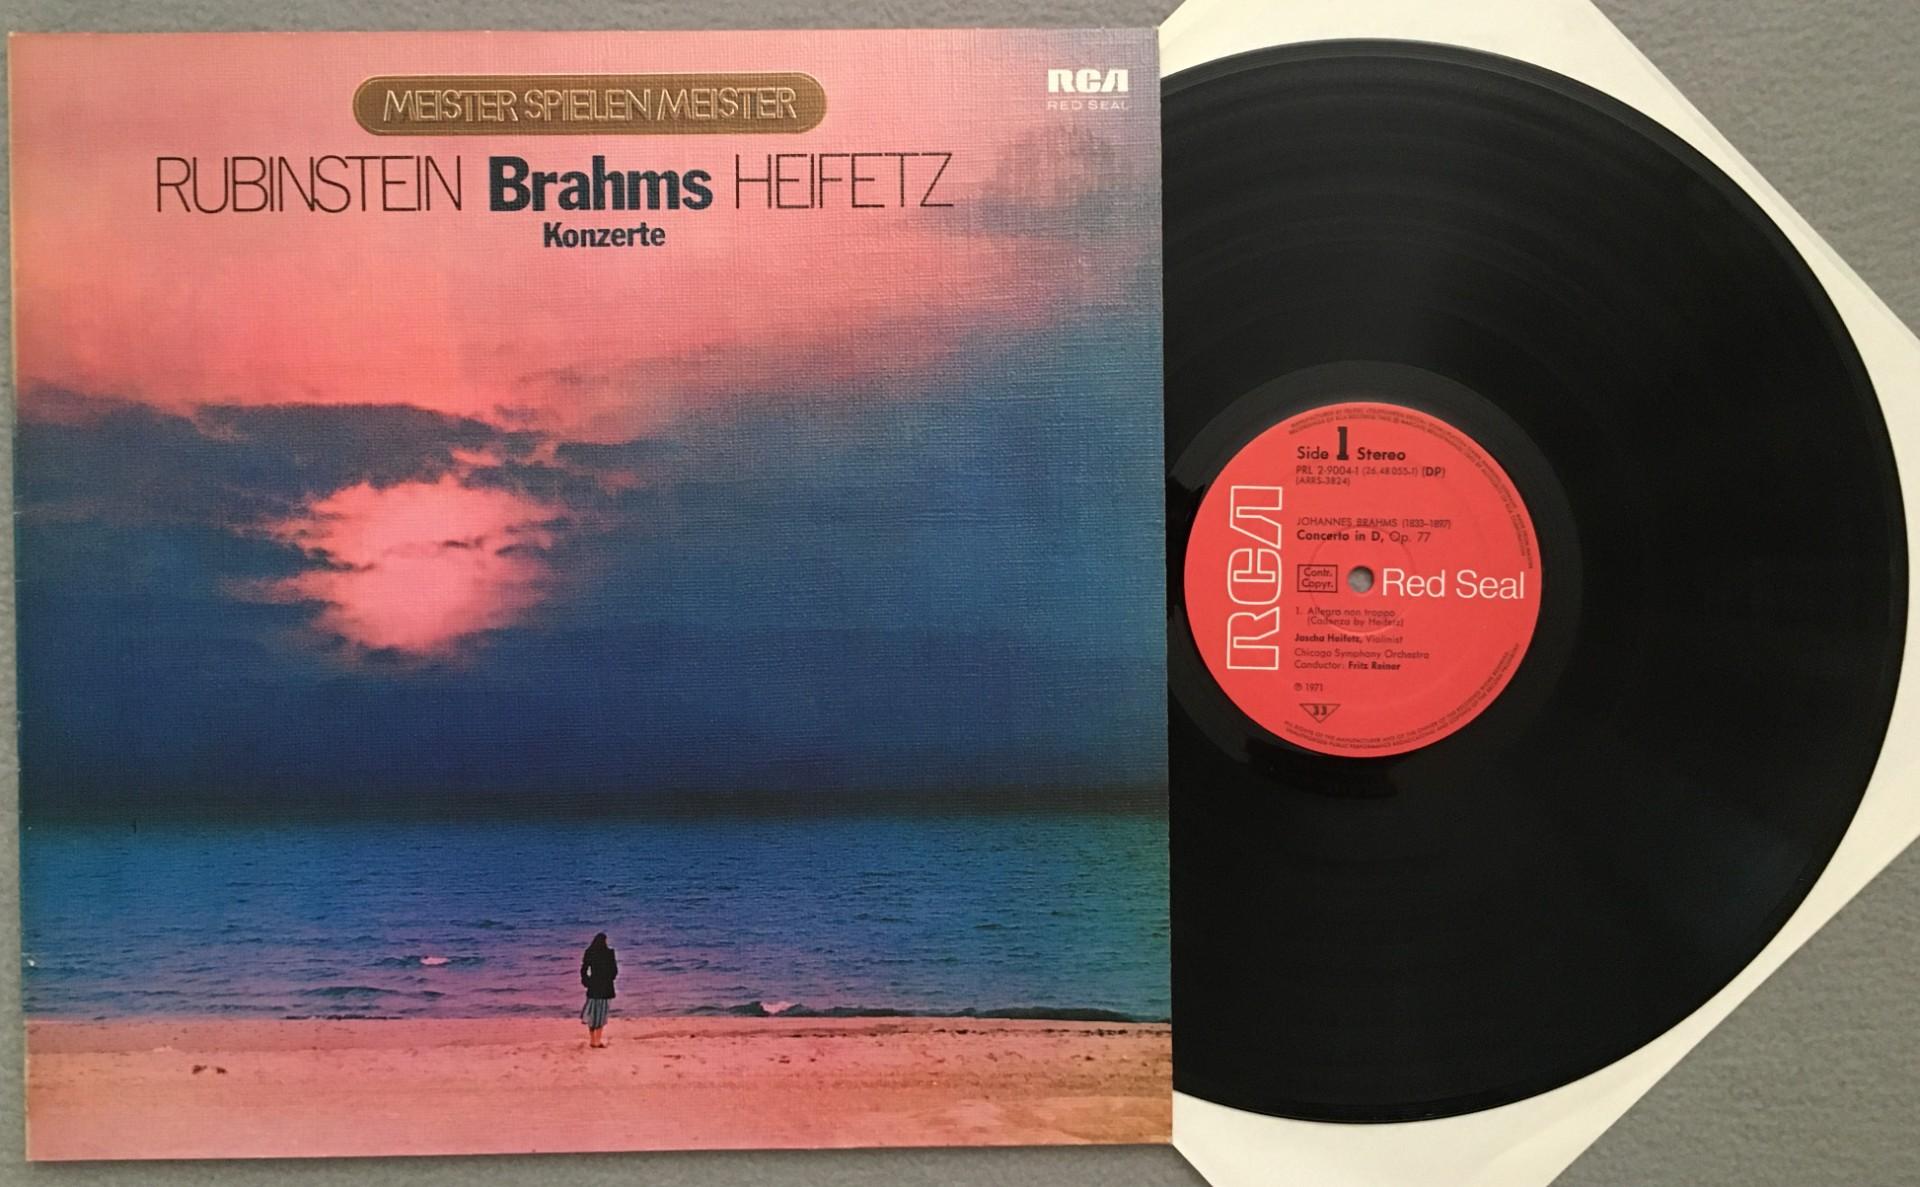 MEISTER SPIELEN MEISTER
RCA
RED SEAL
RUBINSTEIN Brahms HEIFETZ
Konzerte
Side 1 Stereo
PRL 2-9004-1 (26.48 055-1) (DP)
(ARRS-3824)
JOHANNES BRAHMS (1833–1897)
Concerto in D, Op. 77
Contr.
Copyr.
RCA
Red Seal
1. Allegro non troppo
(Cadenza by Heifetz)
Jascha Heifetz, Violinist
Chicago Symphony Orchestra
Conductor: Fritz Reiner
℗ 1971
33